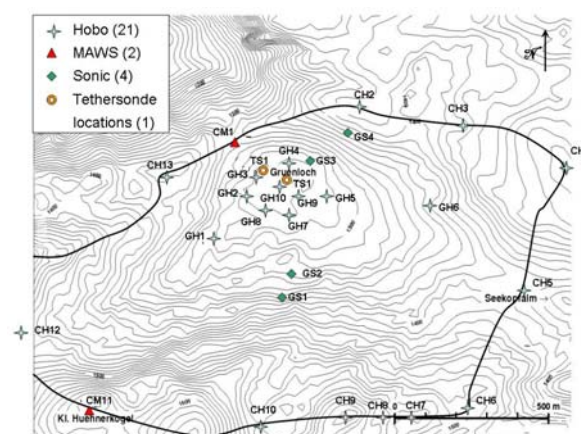 Hobo (21)
MAWS (2)
Sonic (4)
Tethersonde
locations (1)
CH2
CH3
CM1
GS4
CH
CH13
GH4
GS3
TS1
Gruenloch
GH3
TS1
GH2
GH10
GH9
GH5
GH6
GH8
GH7
GH1
GS2
CH5
Seekopfalm →
GS1
CH12
CM11
Kl. Huehnerkogel
CH10
CH9
CH8
CH7
CH6
0
500 m